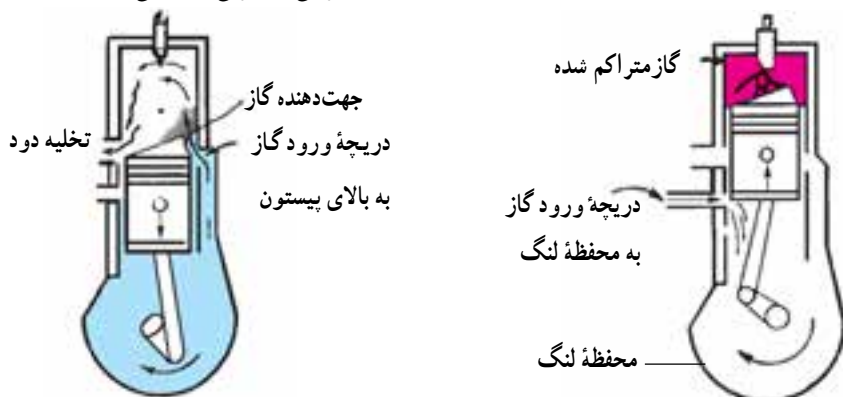 گاز متراکم شده
دریچهٔ ورود گاز
به محفظهٔ لنگ
محفظهٔ لنگ
جهت‌دهنده گاز
دریچهٔ ورود گاز
به بالای پیستون
تخلیه دود